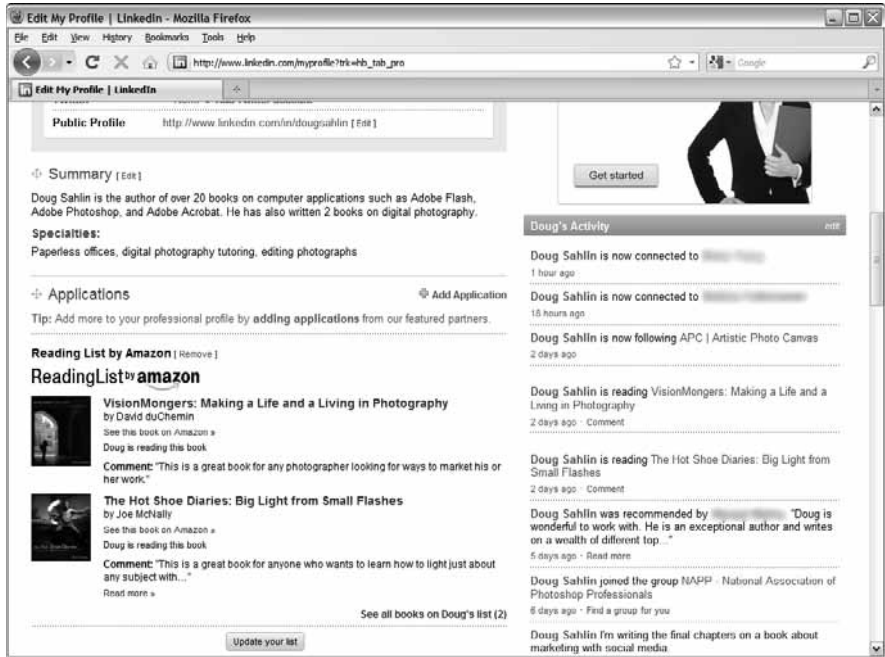 Edit My Profile | LinkedIn - Mozilla Firefox
File Edit View History Bookmarks Tools Help
http://www.linkedin.com/myprofile?trk=hb_tab_pro
Google
Edit My Profile | LinkedIn
Public Profile http://www.linkedin.com/in/dougsahlin [ Edit ]
Summary [ Edit ]
Doug Sahlin is the author of over 20 books on computer applications such as Adobe Flash,
Adobe Photoshop, and Adobe Acrobat. He has also written 2 books on digital photography.
Specialties:
Paperless offices, digital photography tutoring, editing photographs
Applications
Add Application
Tip: Add more to your professional profile by adding applications from our featured partners.
Reading List by Amazon [ Remove ]
ReadingList by amazon
VisionMongers: Making a Life and a Living in Photography
by David duChemin
See this book on Amazon »
Doug is reading this book
Comment: "This is a great book for any photographer looking for ways to market his or
her work."
The Hot Shoe Diaries: Big Light from Small Flashes
by Joe McNally
See this book on Amazon »
Doug is reading this book
Comment: "This is a great book for anyone who wants to learn how to light just about
any subject with..."
Read more »
See all books on Doug's list (2)
Update your list
Get started
Doug's Activity edit
Doug Sahlin is now connected to
1 hour ago
Doug Sahlin is now connected to
18 hours ago
Doug Sahlin is now following APC | Artistic Photo Canvas
2 days ago
Doug Sahlin is reading VisionMongers: Making a Life and a
Living in Photography
2 days ago · Comment
Doug Sahlin is reading The Hot Shoe Diaries: Big Light from
Small Flashes
2 days ago · Comment
Doug Sahlin was recommended by "Doug is
wonderful to work with. He is an exceptional author and writes
on a wealth of different top..."
5 days ago · Read more
Doug Sahlin joined the group NAPP - National Association of
Photoshop Professionals
6 days ago · Find a group for you
Doug Sahlin I'm writing the final chapters on a book about
marketing with social media